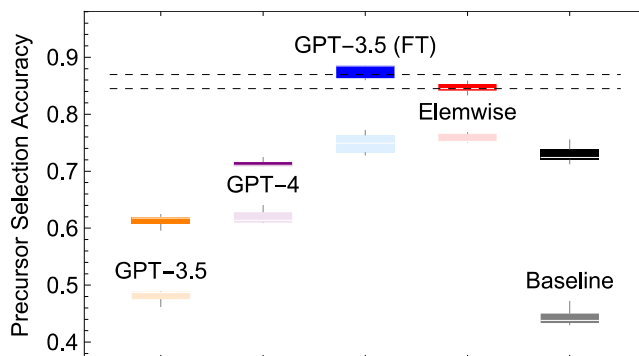 Precursor Selection Accuracy
0.9
0.8
0.7
0.6
0.5
0.4
GPT−3.5 (FT)
Elemwise
GPT−4
GPT−3.5
Baseline